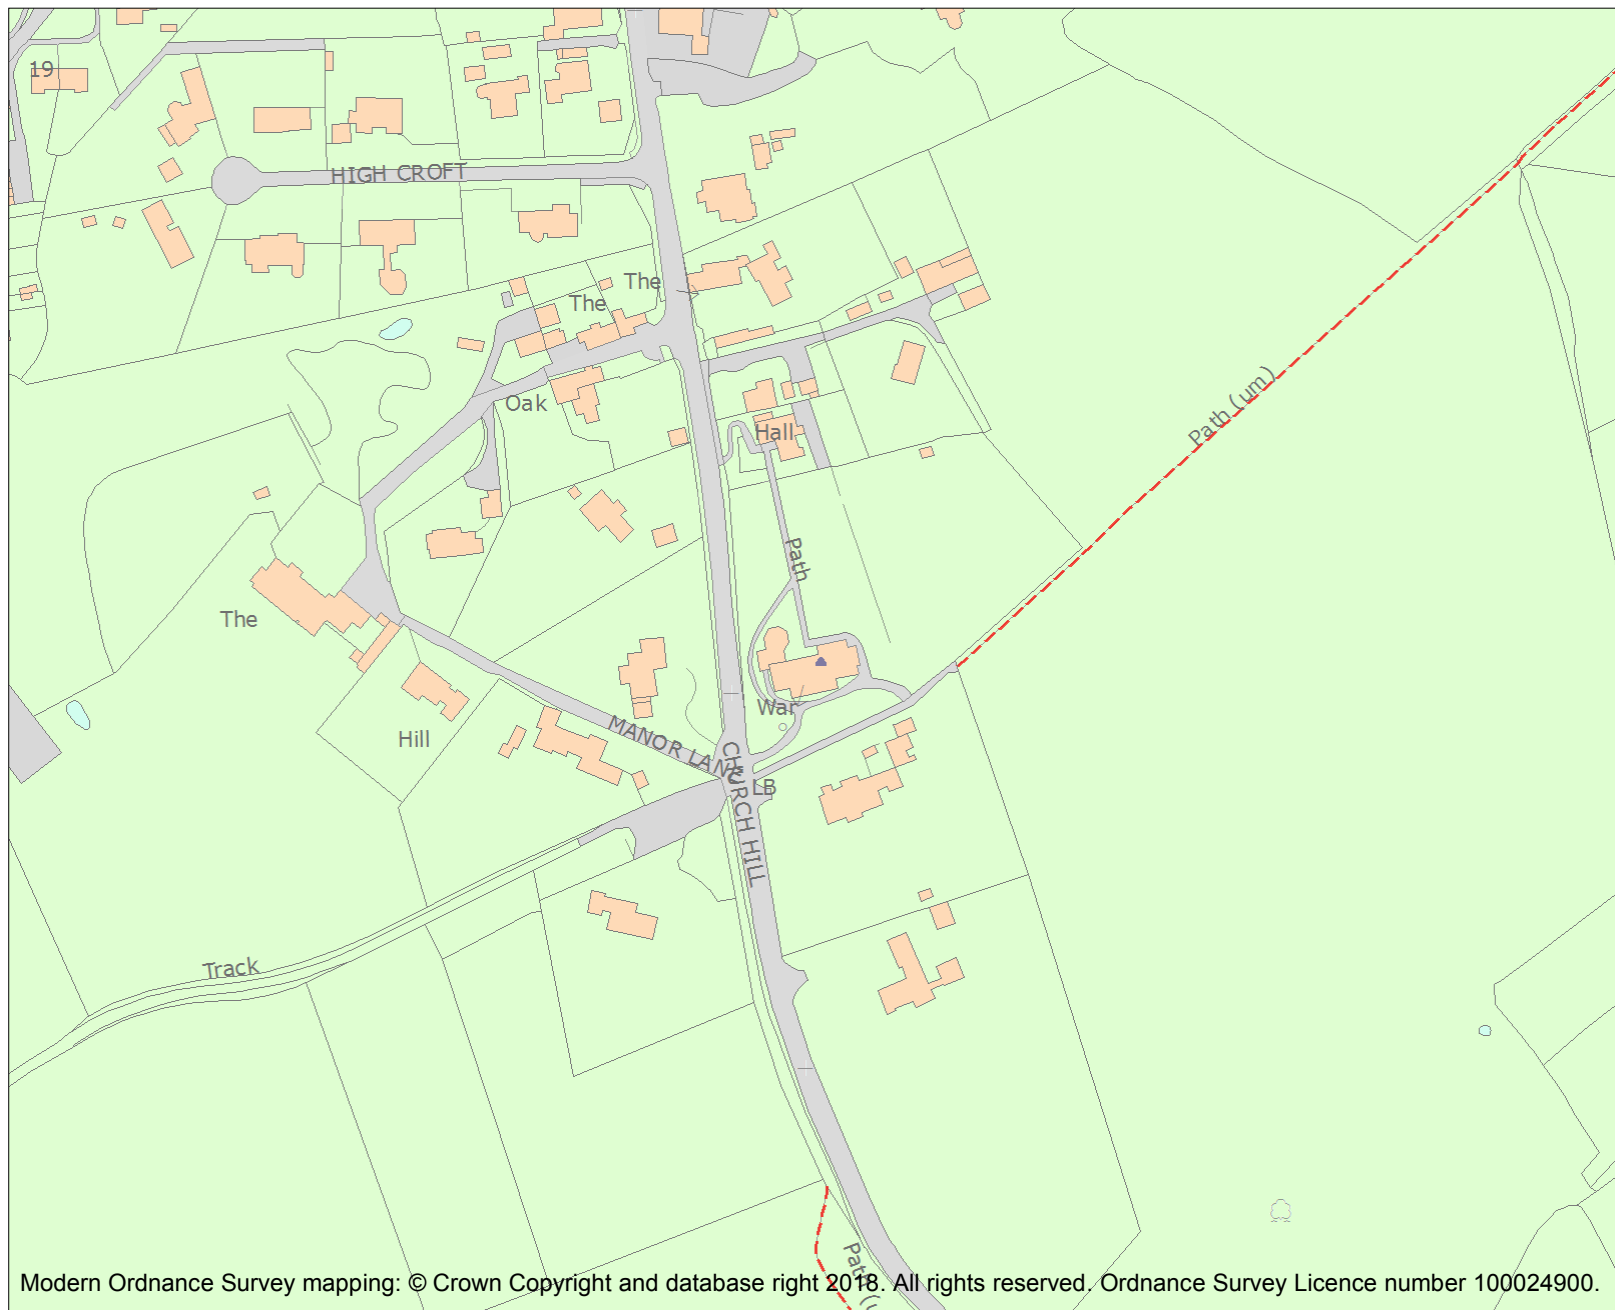 19
HIGH CROFT
The
The
Oak
Hall
Path (um)
Path
The
War
Hill
MANOR LANE
CHURCH HILL
LB
Track
Path (u
Modern Ordnance Survey mapping: © Crown Copyright and database right 2018. All rights reserved. Ordnance Survey Licence number 100024900.